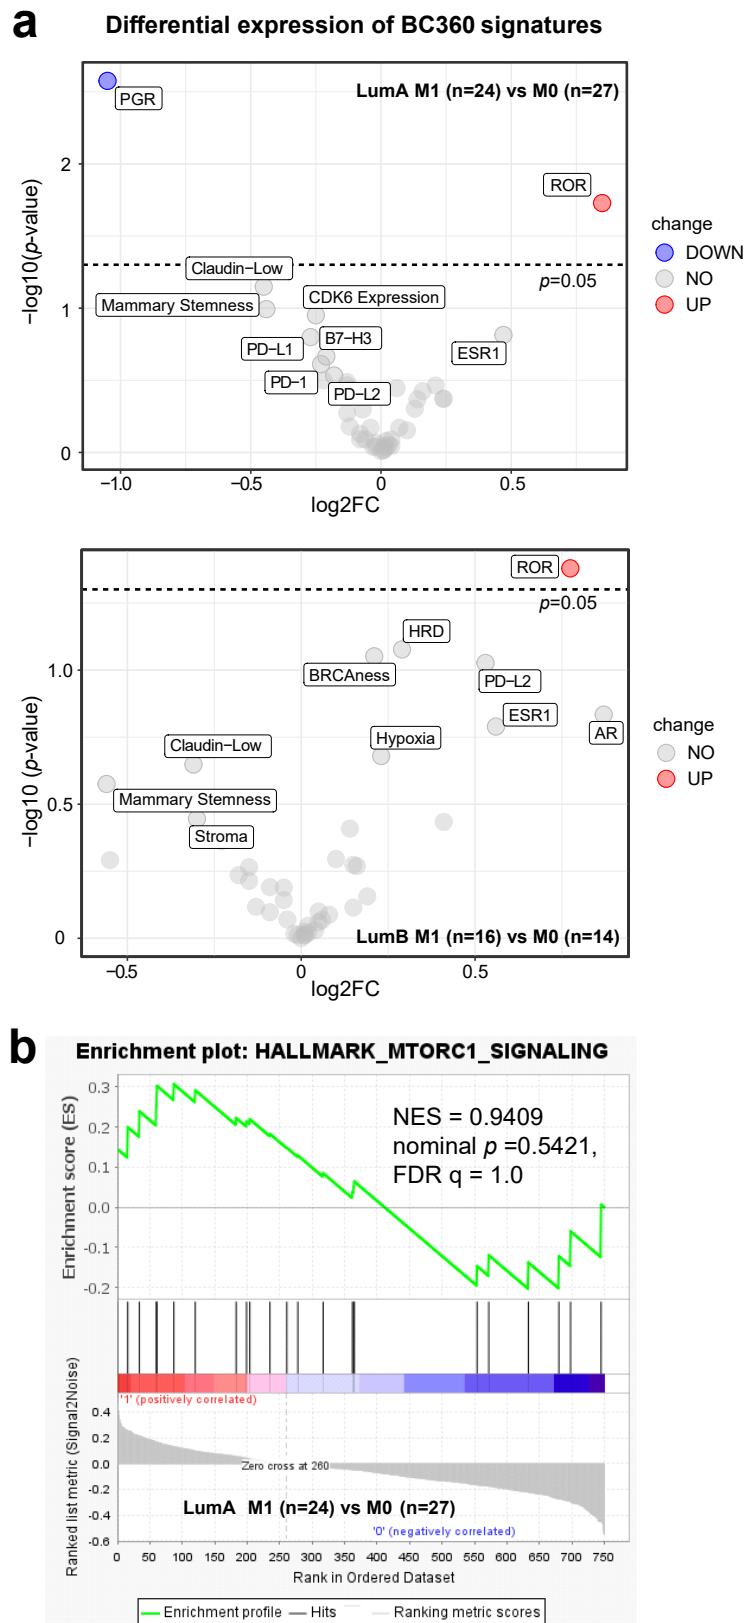 a
Differential expression of BC360 signatures
LumA M1 (n=24) vs M0 (n=27)
PGR
ROR
Claudin−Low
p=0.05
Mammary Stemness
CDK6 Expression
PD−L1
B7−H3
ESR1
PD−1
PD−L2
−log10(p-value)
2
1
0
−1.0
−0.5
0
0.5
log2FC
change
DOWN
NO
UP
ROR
p=0.05
HRD
BRCAness
PD−L2
ESR1
AR
Hypoxia
Claudin−Low
Mammary Stemness
Stroma
LumB M1 (n=16) vs M0 (n=14)
−log10 (p-value)
1.0
0.5
0
−0.5
0
0.5
log2FC
change
NO
UP
b
Enrichment plot: HALLMARK_MTORC1_SIGNALING
NES = 0.9409
nominal p =0.5421,
FDR q = 1.0
Enrichment score (ES)
0.3
0.2
0.1
0.0
-0.1
-0.2
'1' (positively correlated)
Ranked list metric (Signal2Noise)
0.4
0.2
0.0
-0.2
-0.4
-0.6
Zero cross at 260
LumA M1 (n=24) vs M0 (n=27)
'0' (negatively correlated)
0 50 100 150 200 250 300 350 400 450 500 550 600 650 700 750
Rank in Ordered Dataset
Enrichment profile Hits Ranking metric scores